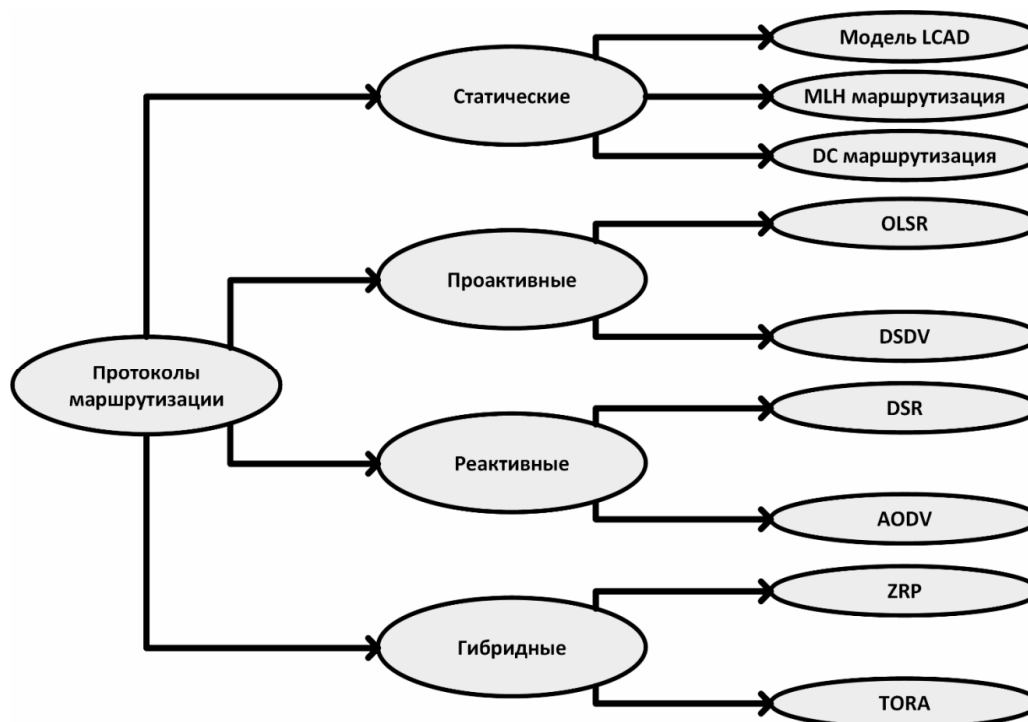 Протоколы
маршрутизации
Статические
Модель LCAD
MLH маршрутизация
DC маршрутизация
Проактивные
OLSR
DSDV
Реактивные
DSR
AODV
Гибридные
ZRP
TORA